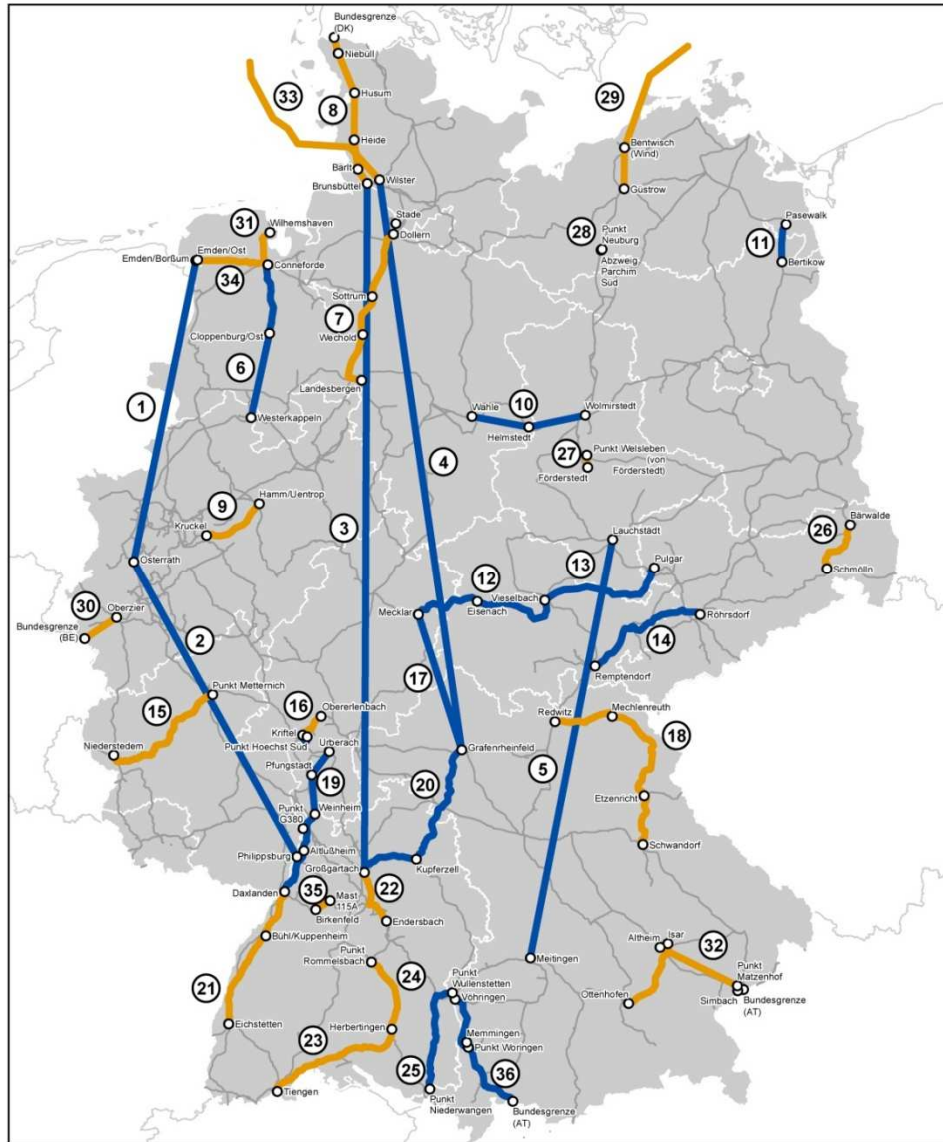 Bundesgrenze
(DK)
Niebüll
33
8
Husum
29
Heide
Bentwisch
(Wind)
Bärlt
Brunsbüttel
Wilster
Güstrow
31
Wilhemshaven
Stade
Dollern
28
Punkt
Neuburg
Abzweig
Parchim
Süd
Pasewalk
11
Bertikow
Emden/Ost
Emden/Borßum
Conneforde
34
Sottrum
7
Wechold
Cloppenburg/Ost
6
Landesbergen
1
Westerkappeln
Wahle
10
Wolmirstedt
Helmstedt
4
27
Punkt Welsleben
(von
Förderstedt)
Förderstedt
9
Hamm/Uentrop
Kruckel
3
Lauchstädt
26
Bärwalde
Schmölln
Osterrath
12
13
Pulgar
Vieselbach
Eisenach
Mecklar
14
Röhrsdorf
30
Oberzier
Bundesgrenze
(BE)
2
Remptendorf
17
Punkt Metternich
15
16
Obererlenbach
Kriftel
Punkt Hoechst Süd
Urberach
Redwitz
Mechlenreuth
18
Niederstedem
Grafenrheinfeld
5
Pfungstadt
19
20
Etzenricht
Weinheim
Punkt
G380
Schwandorf
Altlußheim
Philippsburg
Großgartach
Kupferzell
22
Daxlanden
35
Mast
115A
Birkenfeld
Endersbach
Bühl/Kuppenheim
Punkt
Rommelsbach
Meitingen
Altheim
Isar
32
Punkt
Matzenhof
Simbach
Bundesgrenze
(AT)
24
21
Punkt
Wullenstetten
Vöhringen
Ottenhofen
Eichstetten
23
Herbertingen
Memmingen
Punkt Woringen
25
36
Tiengen
Punkt
Niederwangen
Bundesgrenze
(AT)